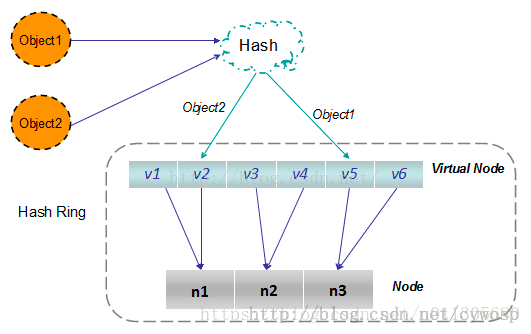 Object1
Hash
Object2
Object2
Object1
Virtual Node
v1 v2 v3 v4 v5 v6
Hash Ring
Node
n1 n2 n3
http://blog.csdn.net/cywosp